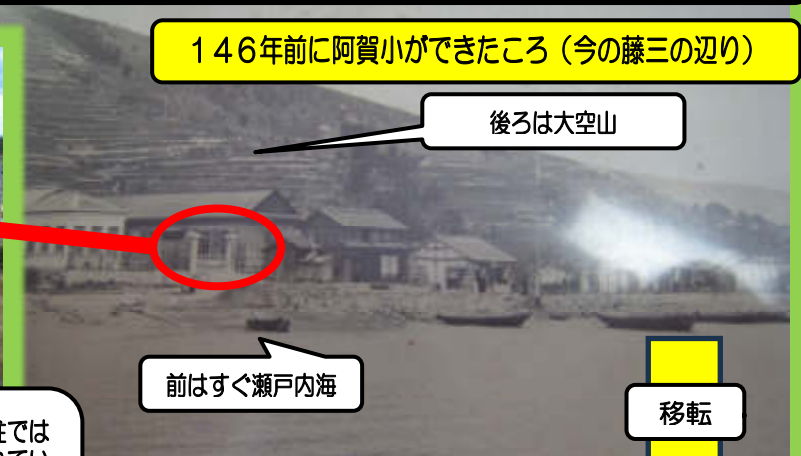 146年前に阿賀小ができたころ（今の藤三の辺り）
後ろは大空山
前はすぐ瀬戸内海
移転
では